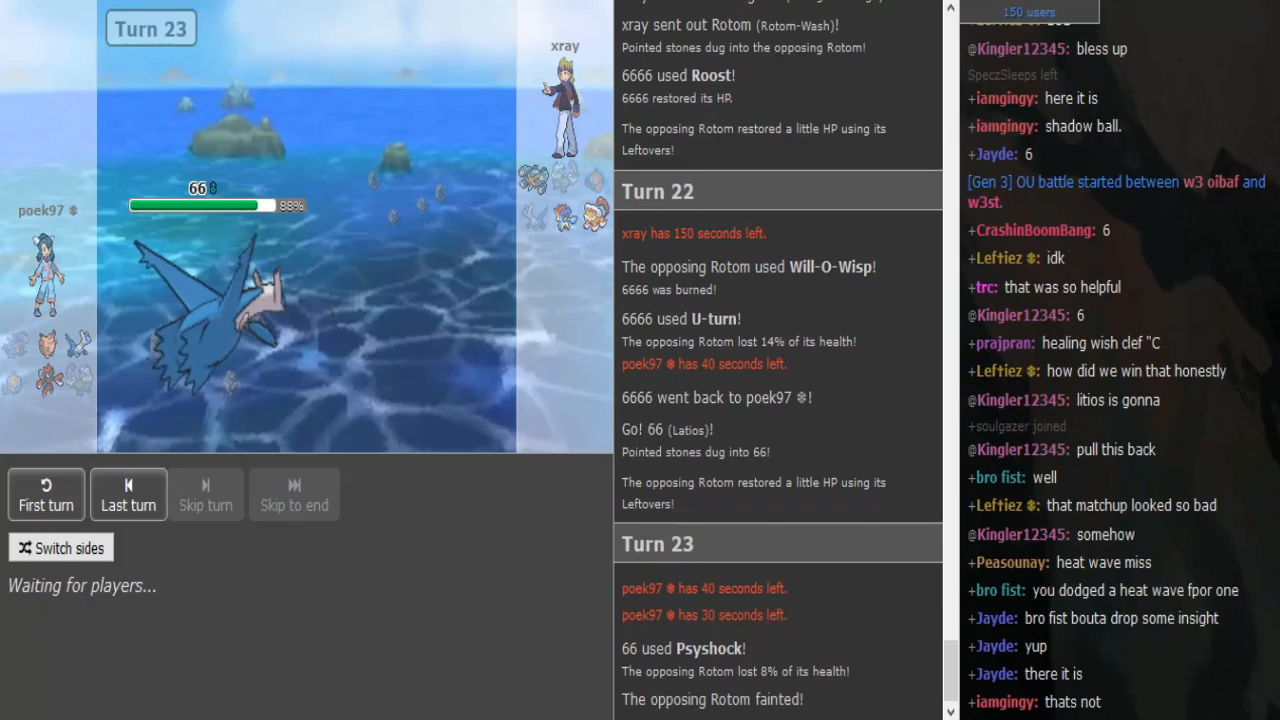 Turn 23
xray
66
88%
poek97
First turn
Last turn
Skip turn
Skip to end
Switch sides
Waiting for players...
xray sent out Rotom (Rotom-Wash)!
Pointed stones dug into the opposing Rotom!
6666 used Roost!
6666 restored its HP.
The opposing Rotom restored a little HP using its
Leftovers!
Turn 22
xray has 150 seconds left.
The opposing Rotom used Will-O-Wisp!
6666 was burned!
6666 used U-turn!
The opposing Rotom lost 14% of its health!
poek97 ❄ has 40 seconds left.
6666 went back to poek97 ❄!
Go! 66 (Latios)!
Pointed stones dug into 66!
The opposing Rotom restored a little HP using its
Leftovers!
Turn 23
poek97 ❄ has 40 seconds left.
poek97 ❄ has 30 seconds left.
66 used Psyshock!
The opposing Rotom lost 8% of its health!
The opposing Rotom fainted!
150 users
@Kingler12345: bless up
SpeczSleeps left
+iamgingy: here it is
+iamgingy: shadow ball.
+Jayde: 6
[Gen 3] OU battle started between w3 oibaf and
w3st.
+CrashinBoomBang: 6
+Leftiez ❄: idk
+trc: that was so helpful
@Kingler12345: 6
+prajpran: healing wish clef "C
+Leftiez ❄: how did we win that honestly
@Kingler12345: litios is gonna
+soulgazer joined
@Kingler12345: pull this back
+bro fist: well
+Leftiez ❄: that matchup looked so bad
@Kingler12345: somehow
+Peasounay: heat wave miss
+bro fist: you dodged a heat wave fpor one
+Jayde: bro fist bouta drop some insight
+Jayde: yup
+Jayde: there it is
+iamgingy: thats not